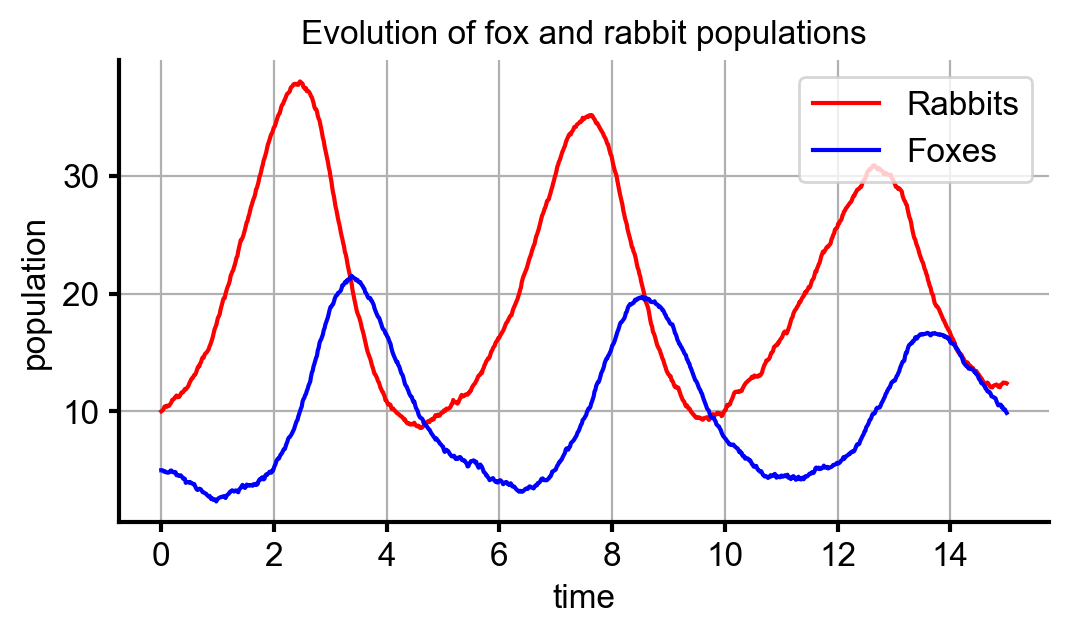 Evolution of fox and rabbit populations
Rabbits
Foxes
30
20
10
population
0 2 4 6 8 10 12 14
time